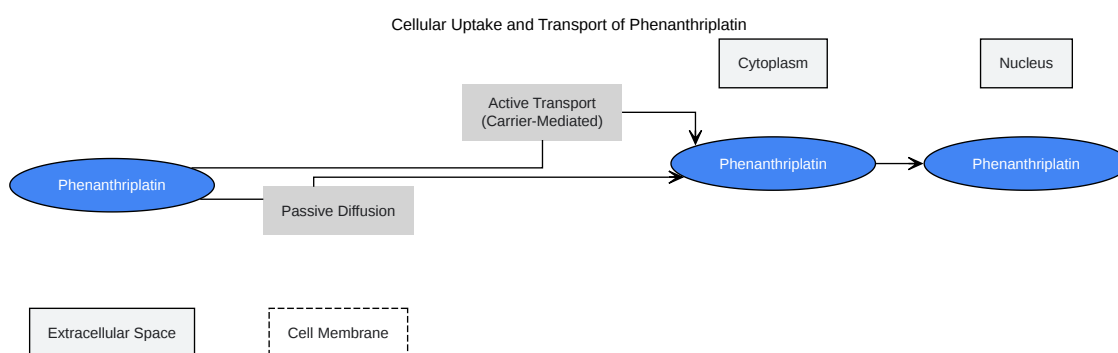 Cellular Uptake and Transport of Phenanthriplatin
Cytoplasm
Nucleus
Active Transport
(Carrier-Mediated)
Phenanthriplatin
Phenanthriplatin
Phenanthriplatin
Passive Diffusion
Extracellular Space
Cell Membrane